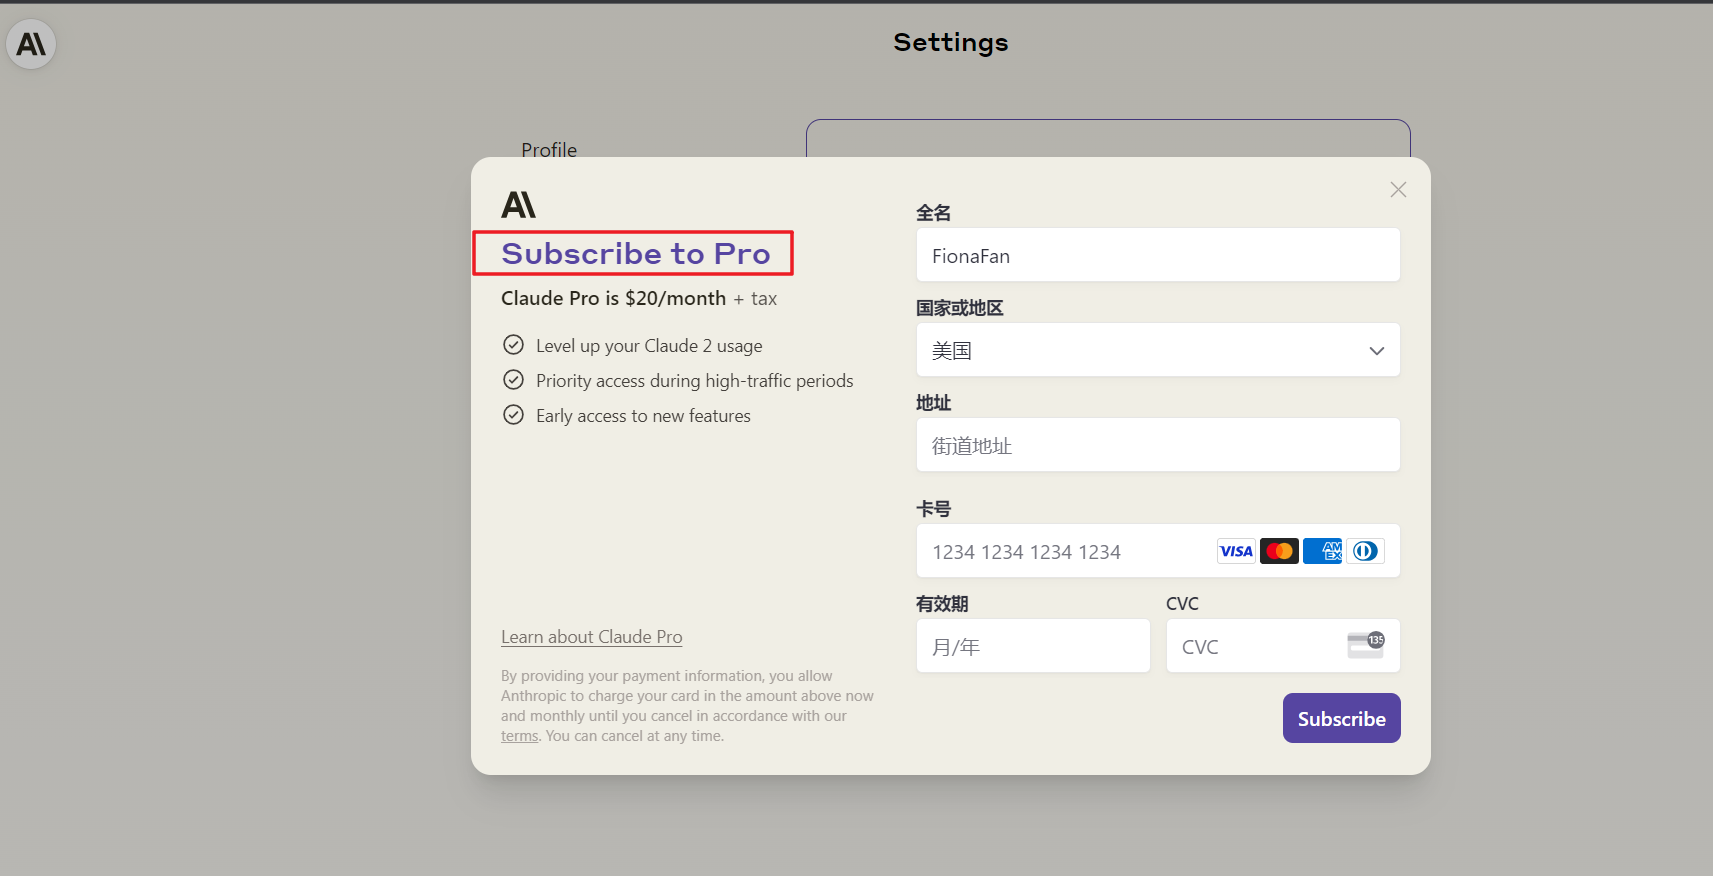 Settings
Profile
Subscribe to Pro
Claude Pro is $20/month + tax
Level up your Claude 2 usage
Priority access during high-traffic periods
Early access to new features
Learn about Claude Pro
By providing your payment information, you allow
Anthropic to charge your card in the amount above now
and monthly until you cancel in accordance with our
terms. You can cancel at any time.
全名
FionaFan
国家或地区
美国
地址
街道地址
卡号
1234 1234 1234 1234
VISA
AM
EX
有效期
CVC
月/年
CVC
135
Subscribe